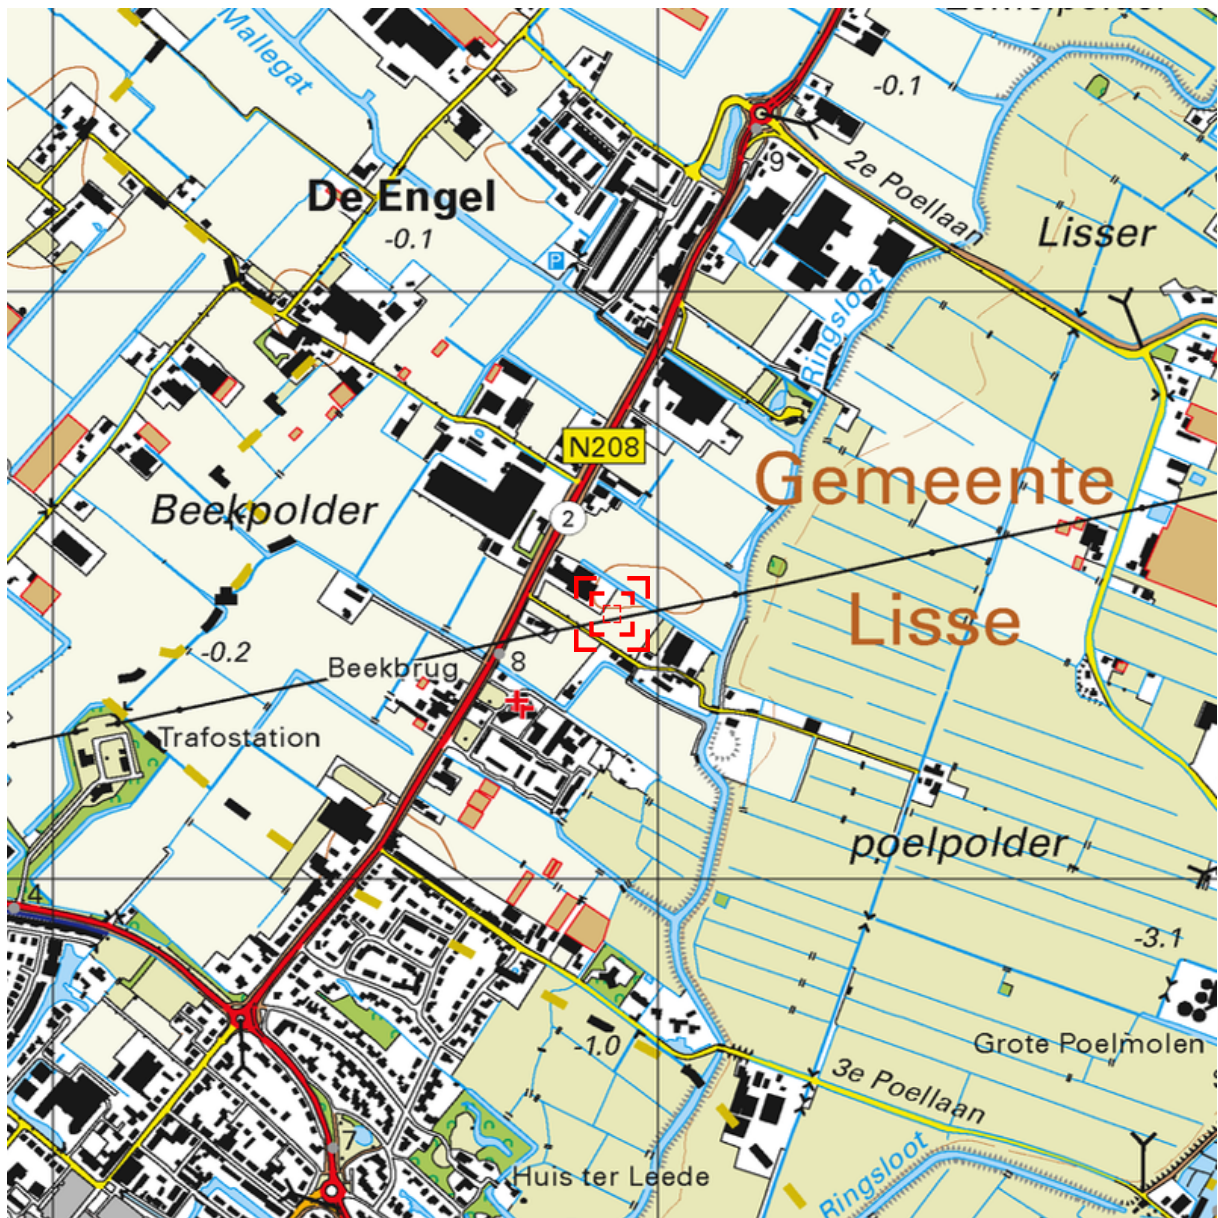 Mallegat
-0.1
9
2e Poellaan
De Engel
-0.1
Lisser
P
Ringsloot
N208
Gemeente
Beekpolder
2
Lisse
-0.2
Beekbrug
8
Trafostation
poelpolder
4
-3.1
-1.0
Grote Poelmolen
3e Poellaan
7
Huis ter Leede
Ringsloot